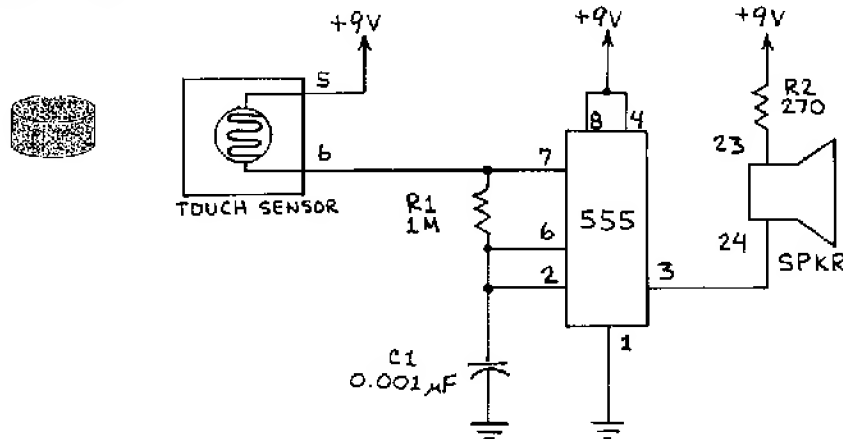 +9V
+9V
+9V
5
6
TOUCH SENSOR
R1
1M
7
6
2
8 4
555
3
1
C1
0.001µF
R2
270
23
24
SPKR